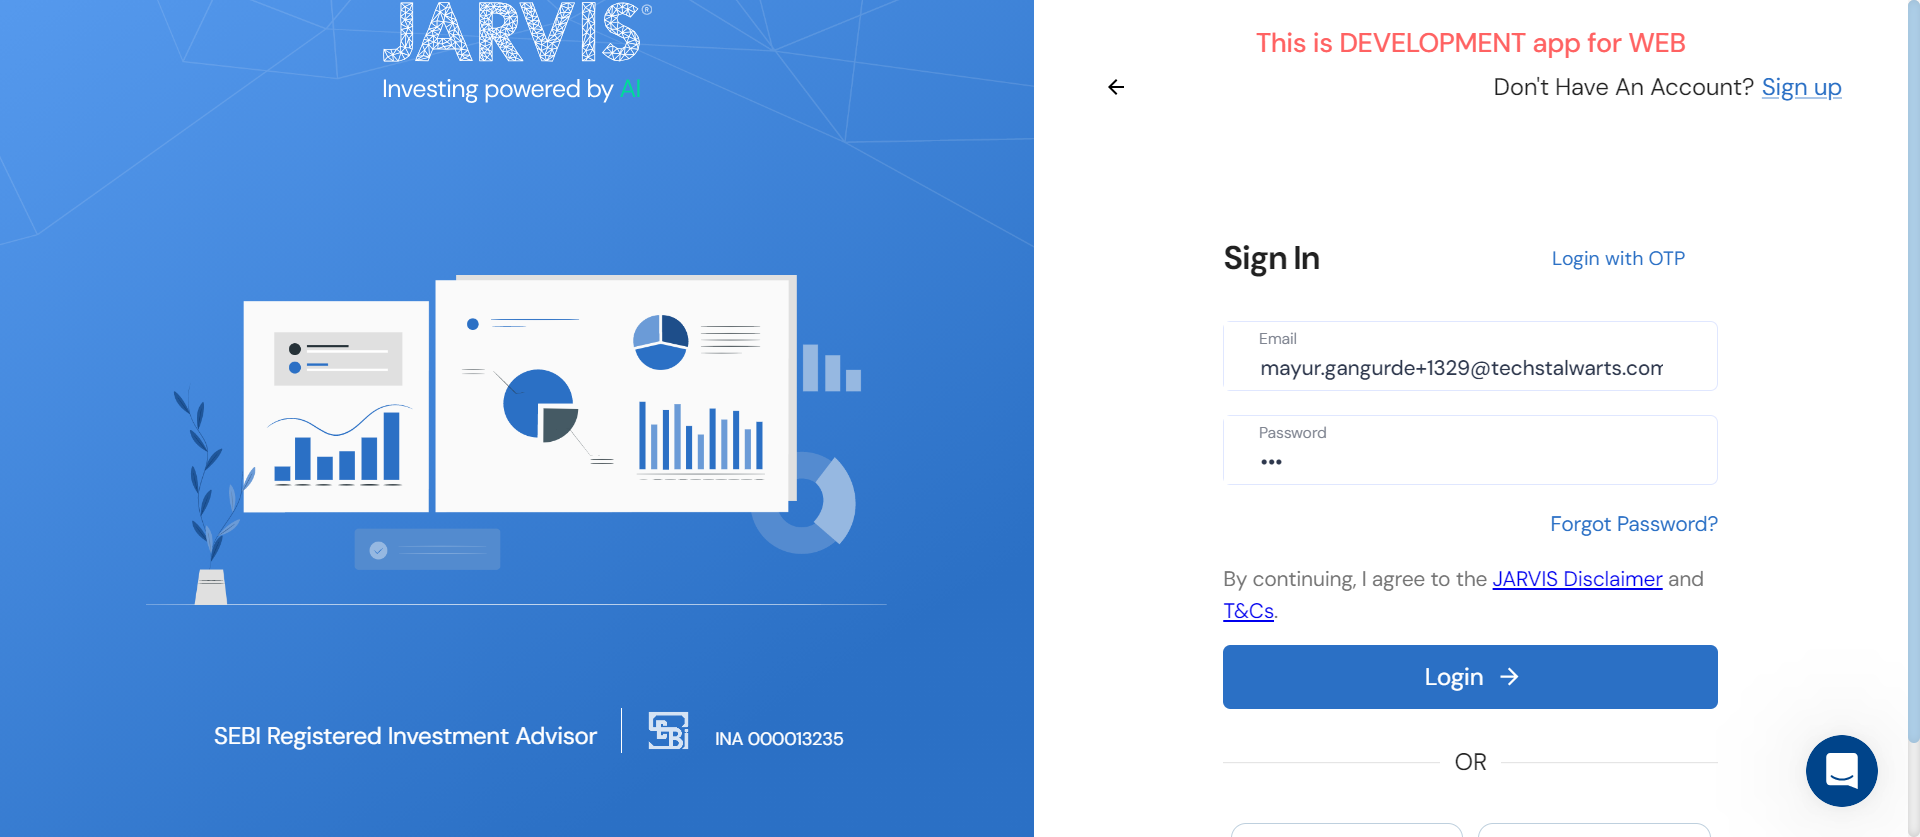 JARVIS®
Investing powered by AI
SEBI Registered Investment Advisor
SEBI
INA 000013235
This is DEVELOPMENT app for WEB
Don't Have An Account? Sign up
Sign In
Login with OTP
Email
mayur.gangurde+1329@techstalwarts.com
Password
•••
Forgot Password?
By continuing, I agree to the JARVIS Disclaimer and
T&Cs.
Login
OR